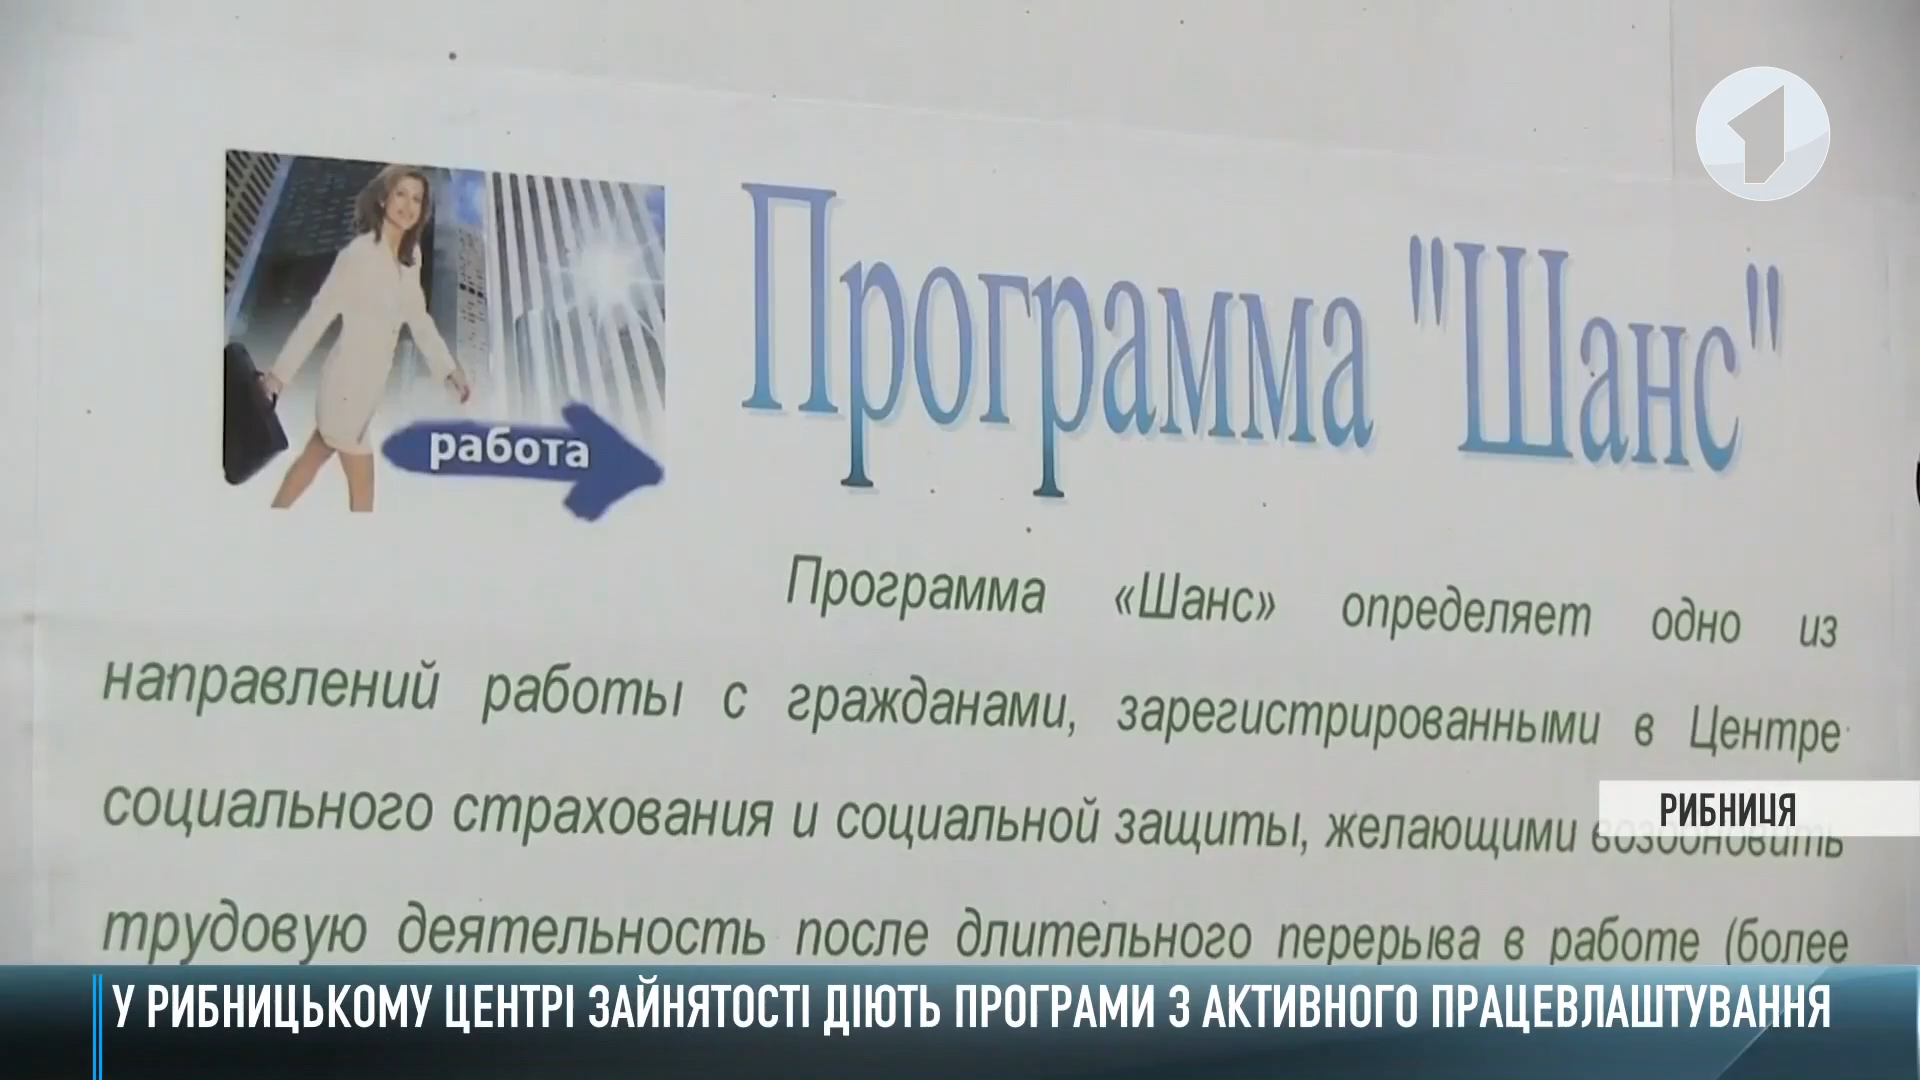 Программа "Шанс"
работа
Программа «Шанс» определяет одно из
направлений работы с гражданами, зарегистрированными в Центре
социального страхования и социальной защиты, желающими возобновить
РИБНИЦЯ
трудовую деятельность после длительного перерыва в работе (более
У РИБНИЦЬКОМУ ЦЕНТРІ ЗАЙНЯТОСТІ ДІЮТЬ ПРОГРАМИ З АКТИВНОГО ПРАЦЕВЛАШТУВАННЯ